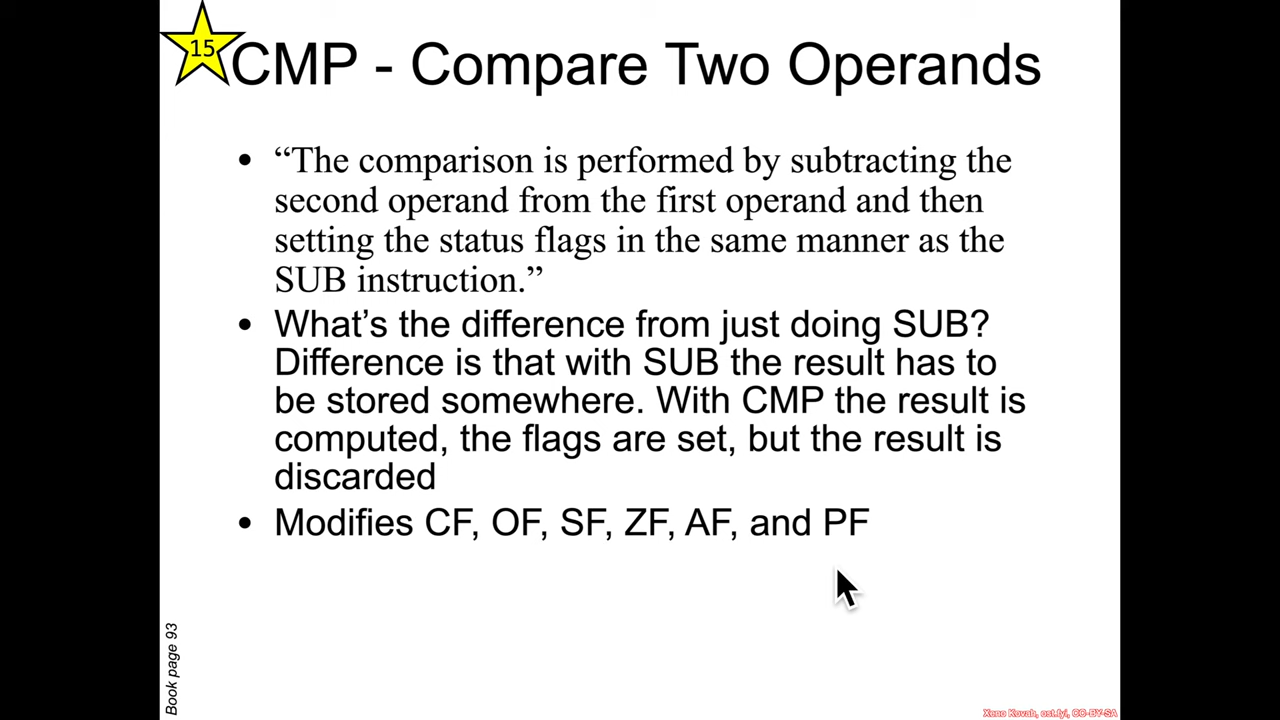 15
CMP - Compare Two Operands
• “The comparison is performed by subtracting the
second operand from the first operand and then
setting the status flags in the same manner as the
SUB instruction.”
• What’s the difference from just doing SUB?
Difference is that with SUB the result has to
be stored somewhere. With CMP the result is
computed, the flags are set, but the result is
discarded
• Modifies CF, OF, SF, ZF, AF, and PF
Book page 93
Xeno Kovah, ost.fyi, CC-BY-SA